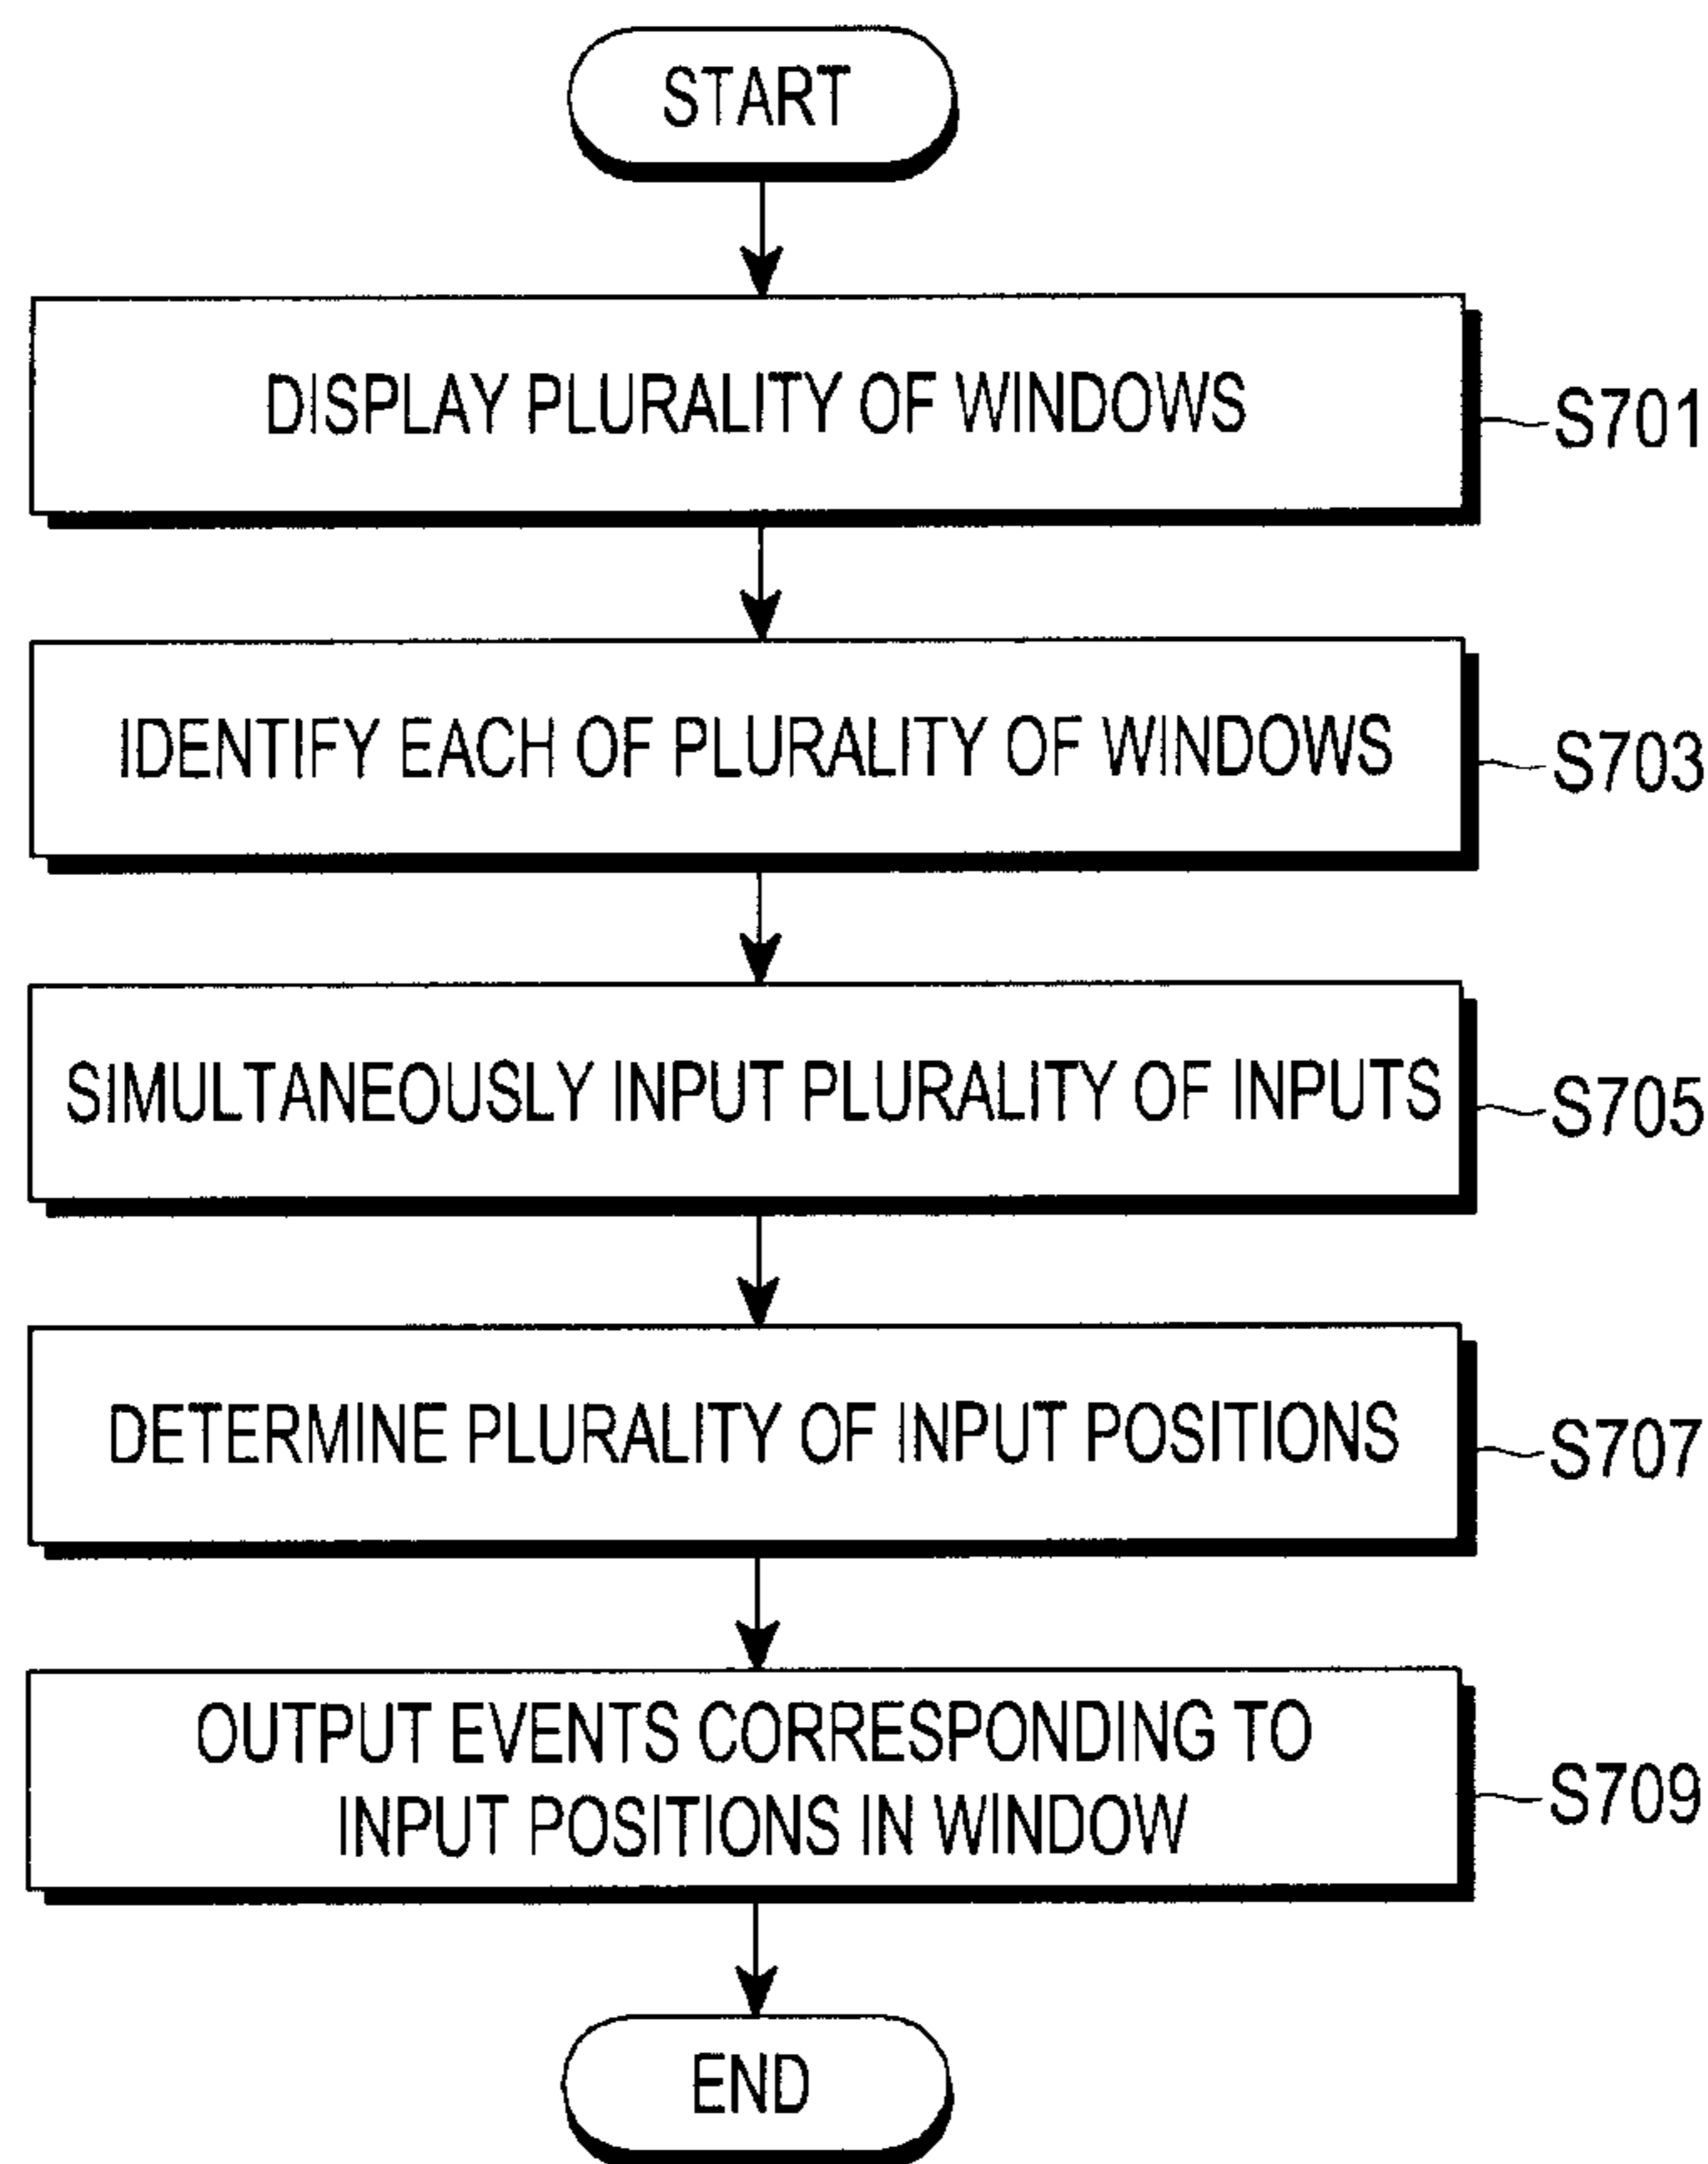 START
DISPLAY PLURALITY OF WINDOWS
S701
IDENTIFY EACH OF PLURALITY OF WINDOWS
S703
SIMULTANEOUSLY INPUT PLURALITY OF INPUTS
S705
DETERMINE PLURALITY OF INPUT POSITIONS
S707
OUTPUT EVENTS CORRESPONDING TO
INPUT POSITIONS IN WINDOW
S709
END